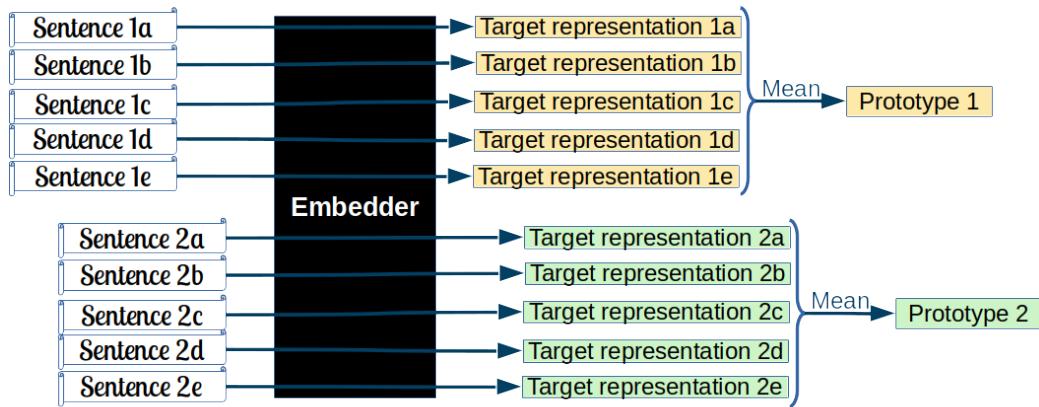 Sentence 1a
Target representation 1a
Sentence 1b
Target representation 1b
Mean
Sentence 1c
Target representation 1c
Prototype 1
Sentence 1d
Target representation 1d
Sentence 1e
Target representation 1e
Embedder
Sentence 2a
Target representation 2a
Sentence 2b
Target representation 2b
Mean
Sentence 2c
Target representation 2c
Prototype 2
Sentence 2d
Target representation 2d
Sentence 2e
Target representation 2e